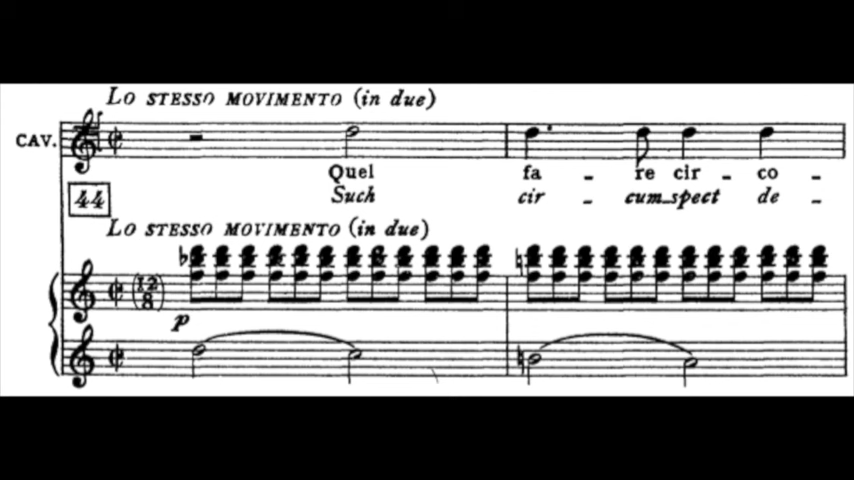 LO STESSO MOVIMENTO (in due)
CAV.
Quel fa - re cir - co -
Such cir - cum-spect de -
44
LO STESSO MOVIMENTO (in due)
(12/8)
p